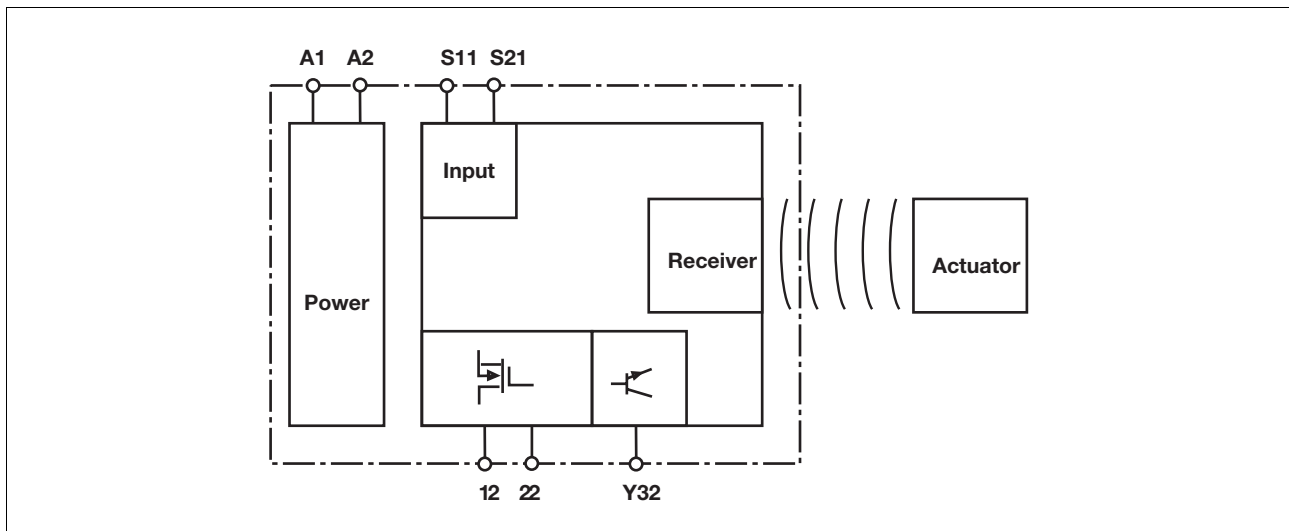 A1 A2 S11 S21
Input
Receiver
Actuator
Power
12 22 Y32